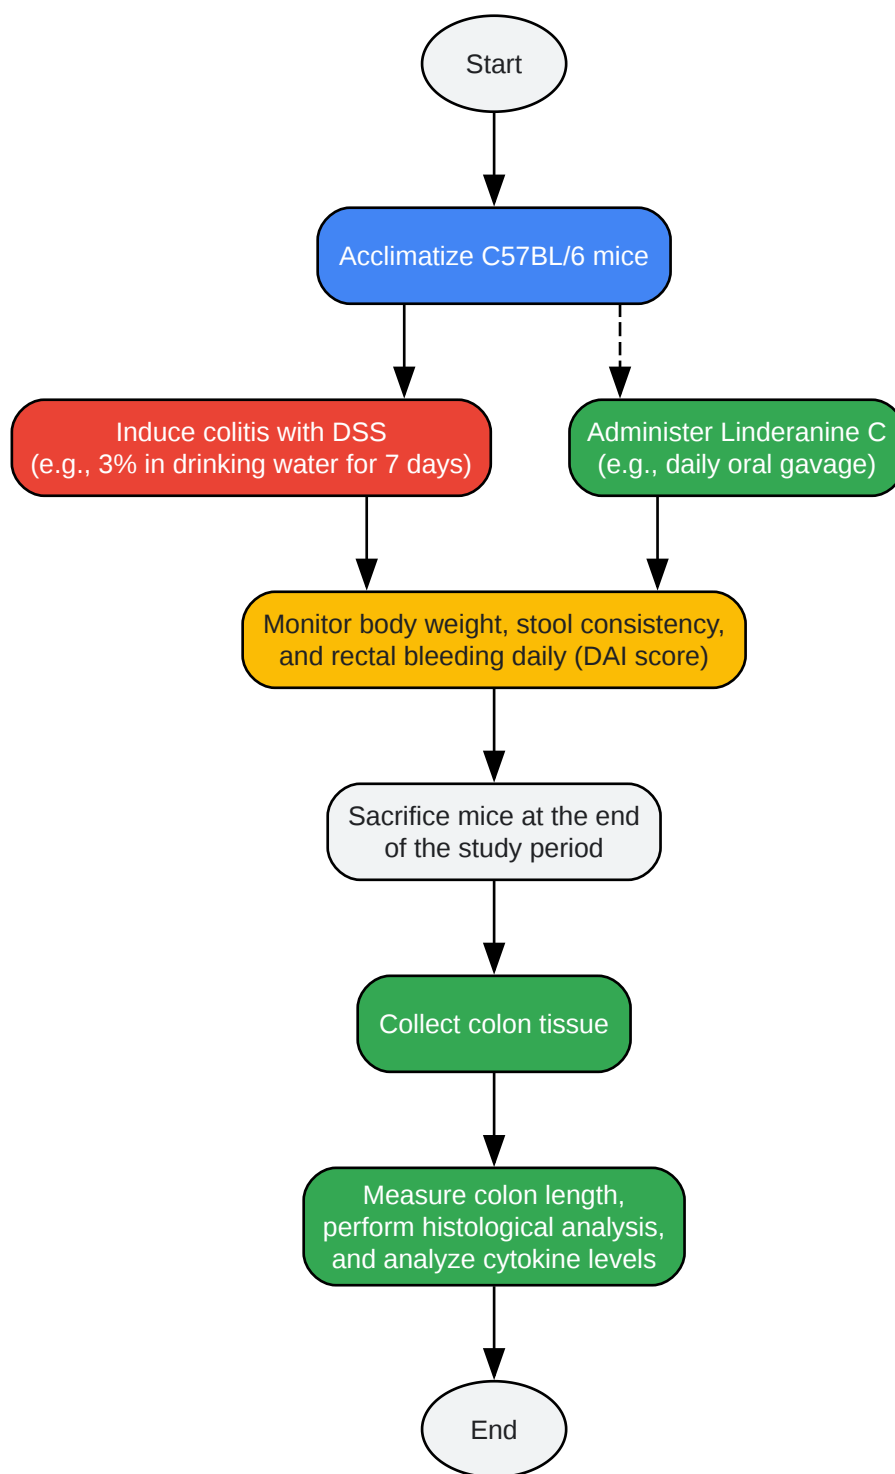 Start
Acclimatize C57BL/6 mice
Induce colitis with DSS
(e.g., 3% in drinking water for 7 days)
Administer Linderanine C
(e.g., daily oral gavage)
Monitor body weight, stool consistency,
and rectal bleeding daily (DAI score)
Sacrifice mice at the end
of the study period
Collect colon tissue
Measure colon length,
perform histological analysis,
and analyze cytokine levels
End